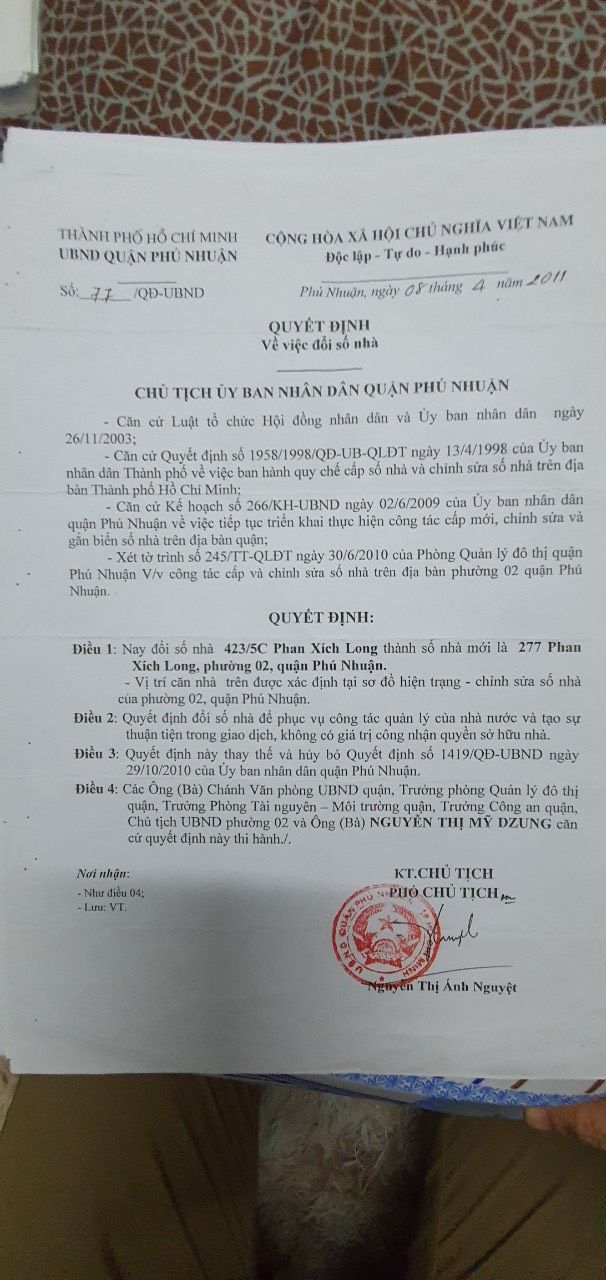 THÀNH PHỐ HỒ CHÍ MINH
UBND QUẬN PHÚ NHUẬN
CỘNG HÒA XÃ HỘI CHỦ NGHĨA VIỆT NAM
Độc lập - Tự do - Hạnh phúc
Số: 77 /QĐ-UBND
Phú Nhuận, ngày 08 tháng 4 năm 2011
QUYẾT ĐỊNH
Về việc đổi số nhà
CHỦ TỊCH ỦY BAN NHÂN DÂN QUẬN PHÚ NHUẬN
- Căn cứ Luật tổ chức Hội đồng nhân dân và Ủy ban nhân dân ngày
26/11/2003;
- Căn cứ Quyết định số 1958/1998/QĐ-UB-QLĐT ngày 13/4/1998 của Ủy ban
nhân dân Thành phố về việc ban hành quy chế cấp số nhà và chỉnh sửa số nhà trên địa
bàn Thành phố Hồ Chí Minh;
- Căn cứ Kế hoạch số 266/KH-UBND ngày 02/6/2009 của Ủy ban nhân dân
quận Phú Nhuận về việc tiếp tục triển khai thực hiện công tác cấp mới, chỉnh sửa và
gắn biển số nhà trên địa bàn quận;
- Xét tờ trình số 245/TT-QLĐT ngày 30/6/2010 của Phòng Quản lý đô thị quận
Phú Nhuận V/v công tác cấp và chỉnh sửa số nhà trên địa bàn phường 02 quận Phú
Nhuận.
QUYẾT ĐỊNH:
Điều 1: Nay đổi số nhà 423/5C Phan Xích Long thành số nhà mới là 277 Phan
Xích Long, phường 02, quận Phú Nhuận.
- Vị trí căn nhà trên được xác định tại sơ đồ hiện trạng - chỉnh sửa số nhà
của phường 02, quận Phú Nhuận.
Điều 2: Quyết định đổi số nhà để phục vụ công tác quản lý của nhà nước và tạo sự
thuận tiện trong giao dịch, không có giá trị công nhận quyền sở hữu nhà.
Điều 3: Quyết định này thay thế và hủy bỏ Quyết định số 1419/QĐ-UBND ngày
29/10/2010 của Ủy ban nhân dân quận Phú Nhuận.
Điều 4: Các Ông (Bà) Chánh Văn phòng UBND quận, Trưởng phòng Quản lý đô thị
quận, Trưởng Phòng Tài nguyên – Môi trường quận, Trưởng Công an quận,
Chủ tịch UBND phường 02 và Ông (Bà) NGUYỄN THỊ MỸ DZUNG căn
cứ quyết định này thi hành./.
Nơi nhận:
- Như điều 04;
- Lưu: VT.
KT.CHỦ TỊCH
PHÓ CHỦ TỊCH
Nguyễn Thị Ánh Nguyệt